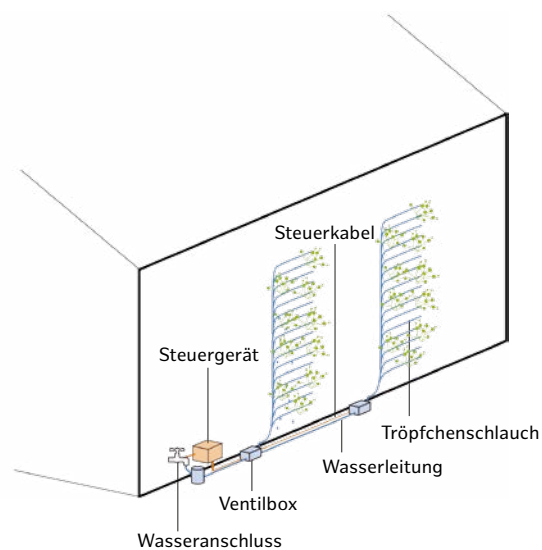 Steuerkabel
Steuergerät
Tröpfchenschlauch
Wasserleitung
Ventilbox
Wasseranschluss